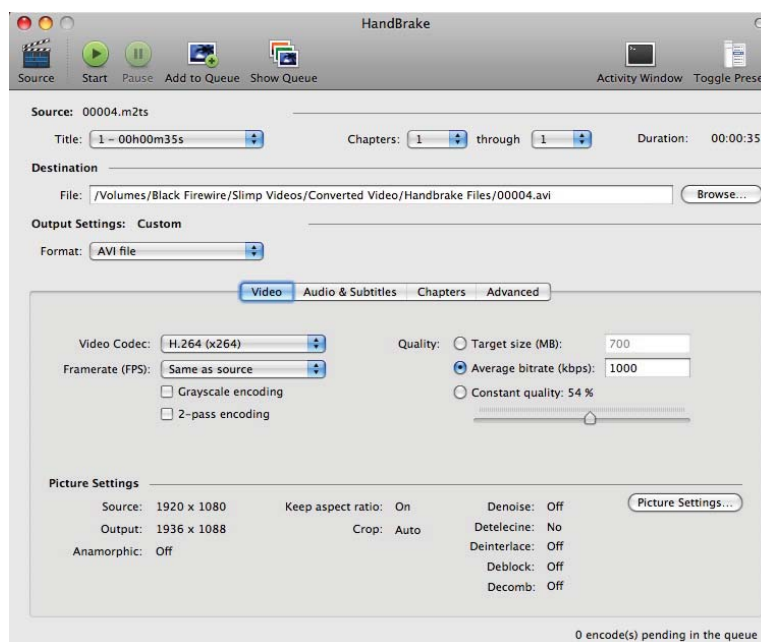 HandBrake
Source Start Pause Add to Queue Show Queue Activity Window Toggle Prese
Source: 00004.m2ts
Title: 1 - 00h00m35s Chapters: 1 through 1 Duration: 00:00:35
Destination
File: /Volumes/Black Firewire/Slimp Videos/Converted Video/Handbrake Files/00004.avi Browse...
Output Settings: Custom
Format: AVI file
Video Audio & Subtitles Chapters Advanced
Video Codec: H.264 (x264) Quality: Target size (MB): 700
Framerate (FPS): Same as source Average bitrate (kbps): 1000
Grayscale encoding Constant quality: 54 %
2-pass encoding
Picture Settings
Source: 1920 x 1080 Keep aspect ratio: On Denoise: Off Picture Settings...
Output: 1936 x 1088 Crop: Auto Detelecine: No
Anamorphic: Off Deinterlace: Off
Deblock: Off
Decomb: Off
0 encode(s) pending in the queue